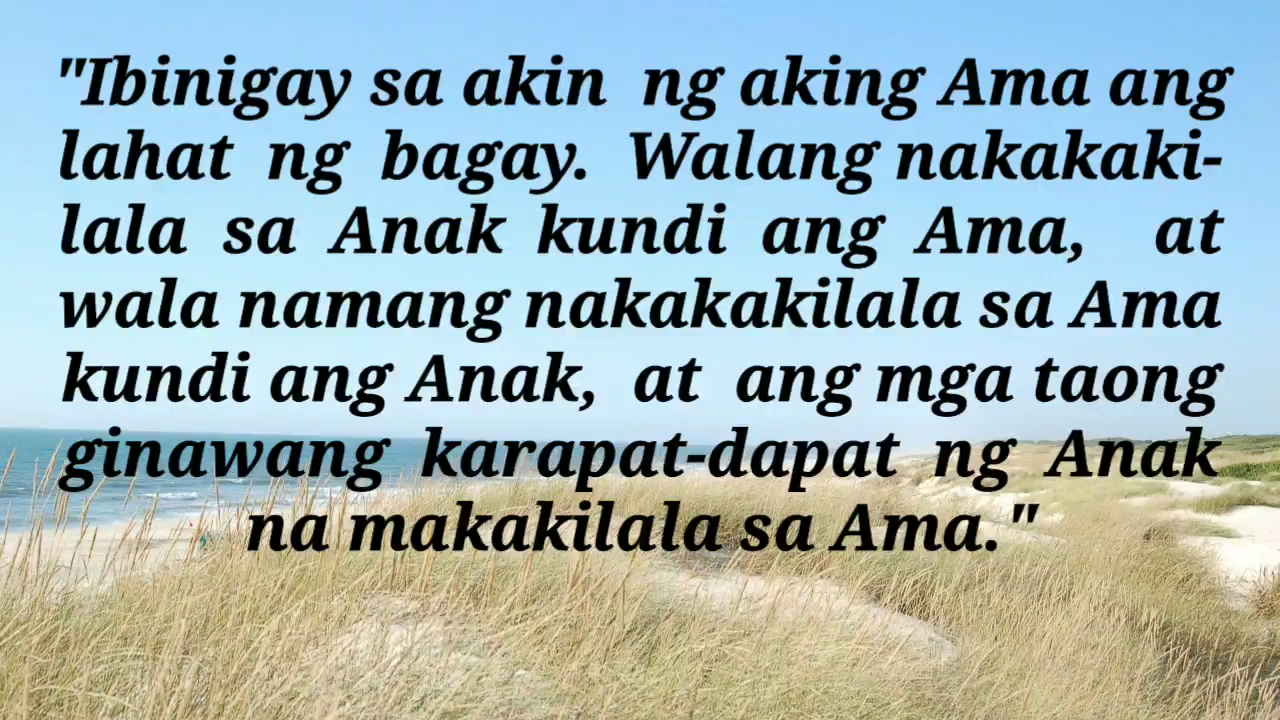 "Ibinigay sa akin ng aking Ama ang
lahat ng bagay. Walang nakakaki-
lala sa Anak kundi ang Ama, at
wala namang nakakakilala sa Ama
kundi ang Anak, at ang mga taong
ginawang karapat-dapat ng Anak
na makakilala sa Ama."